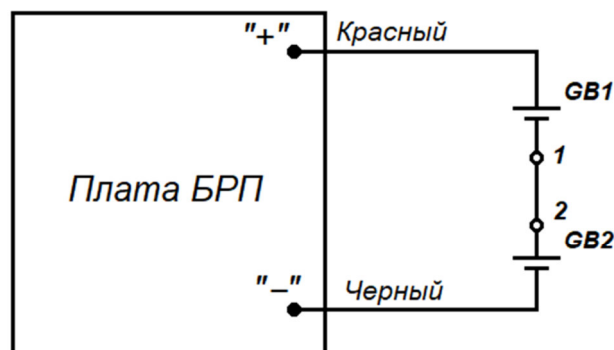 "+"
Красный
GB1
1
Плата БРП
2
GB2
"–"
Черный